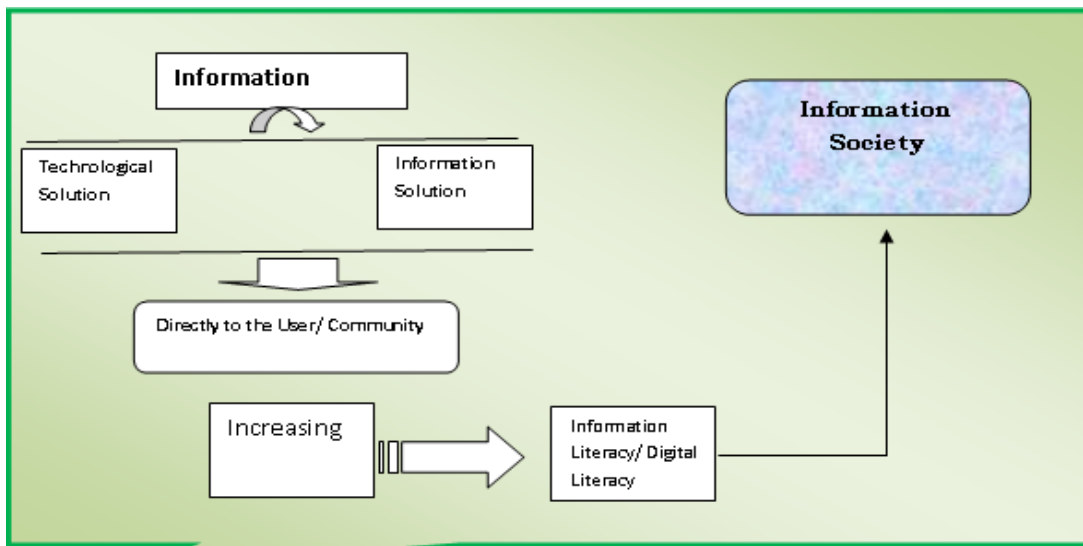 Information
Technological
Solution
Information
Solution
Directly to the User/ Community
Increasing
Information
Literacy/ Digital
Literacy
Information
Society